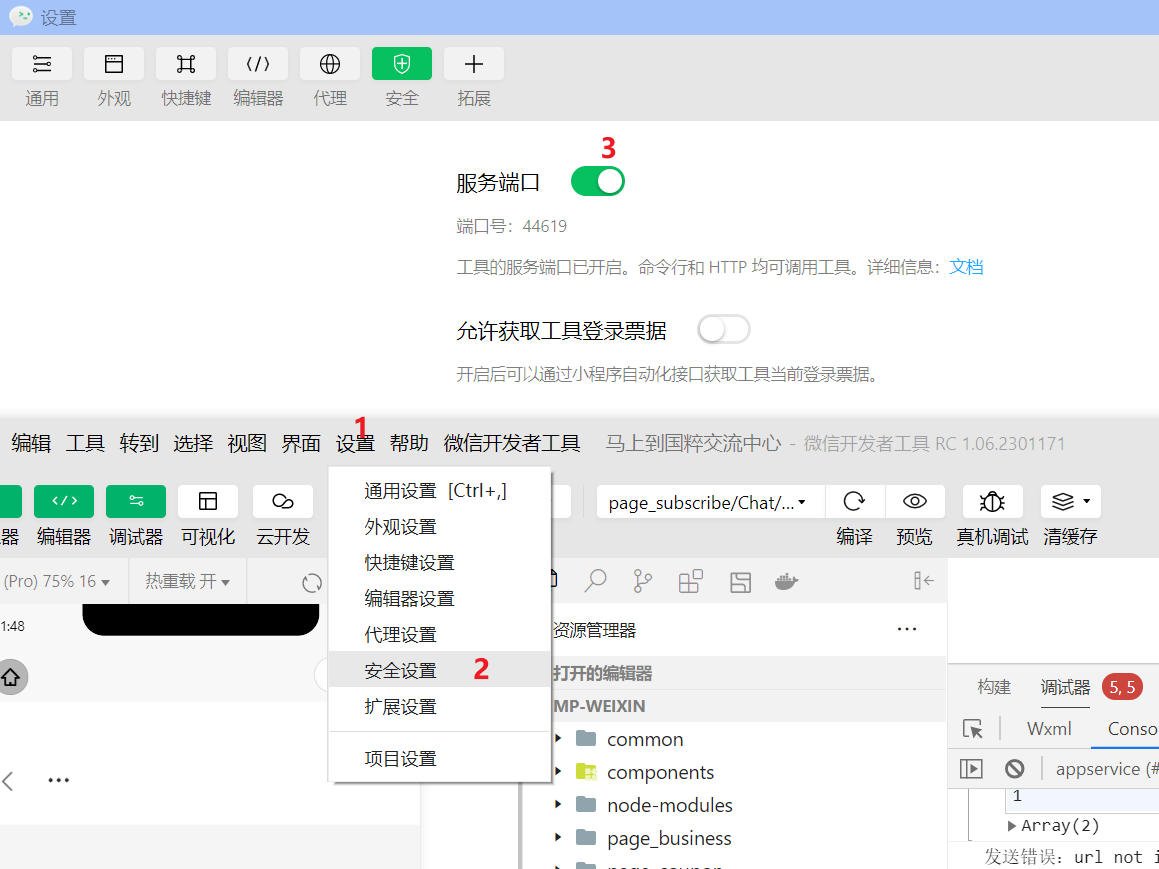 设置
通用 外观 快捷键 编辑器 代理 安全 拓展
3
服务端口
端口号：44619
工具的服务端口已开启。命令行和 HTTP 均可调用工具。详细信息：文档
允许获取工具登录票据
开启后可以通过小程序自动化接口获取工具当前登录票据。
1
编辑 工具 转到 选择 视图 界面 设置 帮助 微信开发者工具 马上到国粹交流中心 - 微信开发者工具 RC 1.06.2301171
page_subscribe/Chat/...
器 编辑器 调试器 可视化 云开发 编译 预览 真机调试 清缓存
(Pro) 75% 16 热重载 开
1:48
通用设置 [Ctrl+,]
外观设置
快捷键设置
编辑器设置
代理设置
安全设置 2
扩展设置
项目设置
资源管理器 ...
打开的编辑器
MP-WEIXIN
common
components
node-modules
page_business
构建 调试器 5, 5
Wxml Conso
appservice (#
1
Array(2)
发送错误: url not i